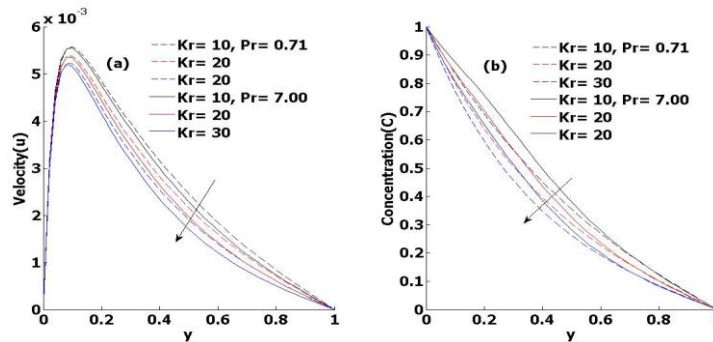 6 x 10⁻³
(a)
Kr= 10, Pr= 0.71
Kr= 20
Kr= 20
Kr= 10, Pr= 7.00
Kr= 20
Kr= 30
Velocity(u)
5
4
3
2
1
0
0 0.2 0.4 0.6 0.8 1
y
1
(b)
Kr= 10, Pr= 0.71
Kr= 20
Kr= 30
Kr= 10, Pr= 7.00
Kr= 20
Kr= 20
Concentration(C)
0.9
0.8
0.7
0.6
0.5
0.4
0.3
0.2
0.1
0
0 0.2 0.4 0.6 0.8
y